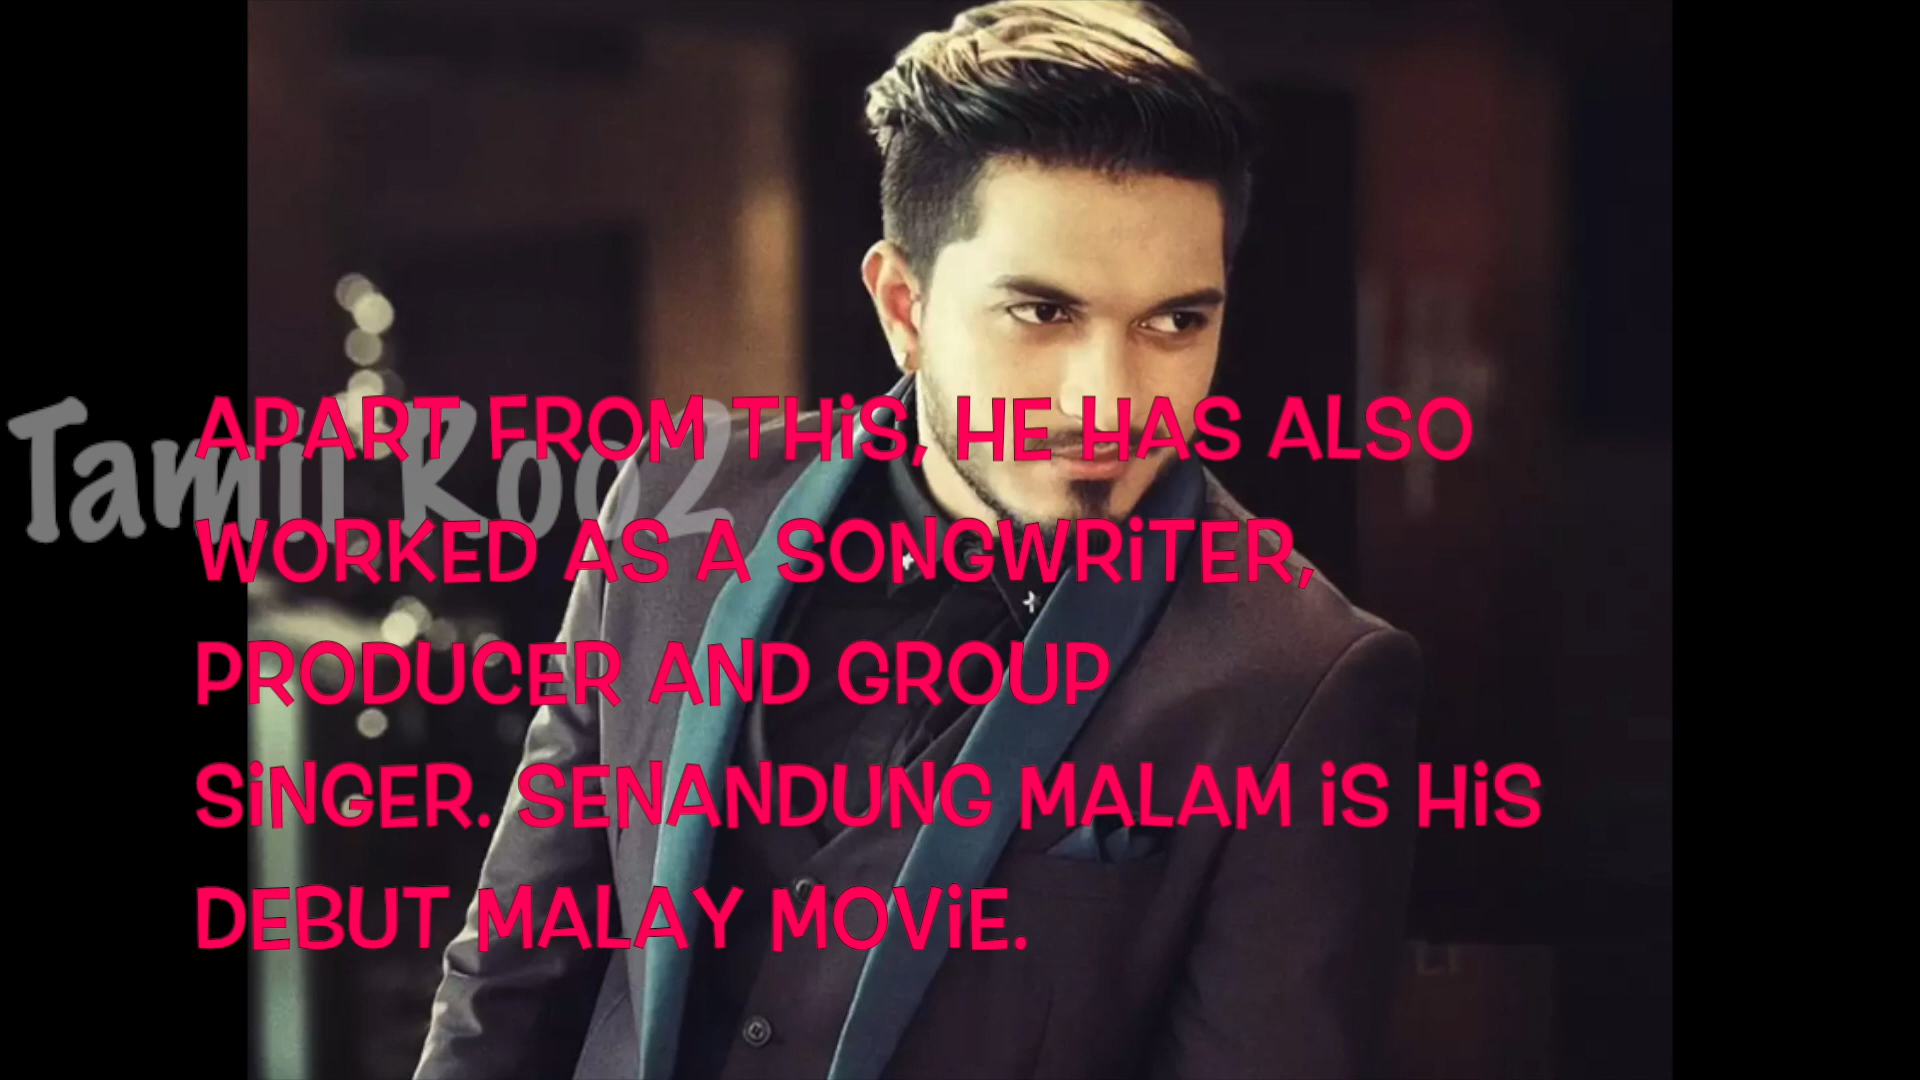 APART FROM THiS, HE HAS ALSO
Tamil Roo2
WORKED AS A SONGWRiTER,
PRODUCER AND GROUP
SiNGER. SENANDUNG MALAM iS HiS
DEBUT MALAY MOViE.